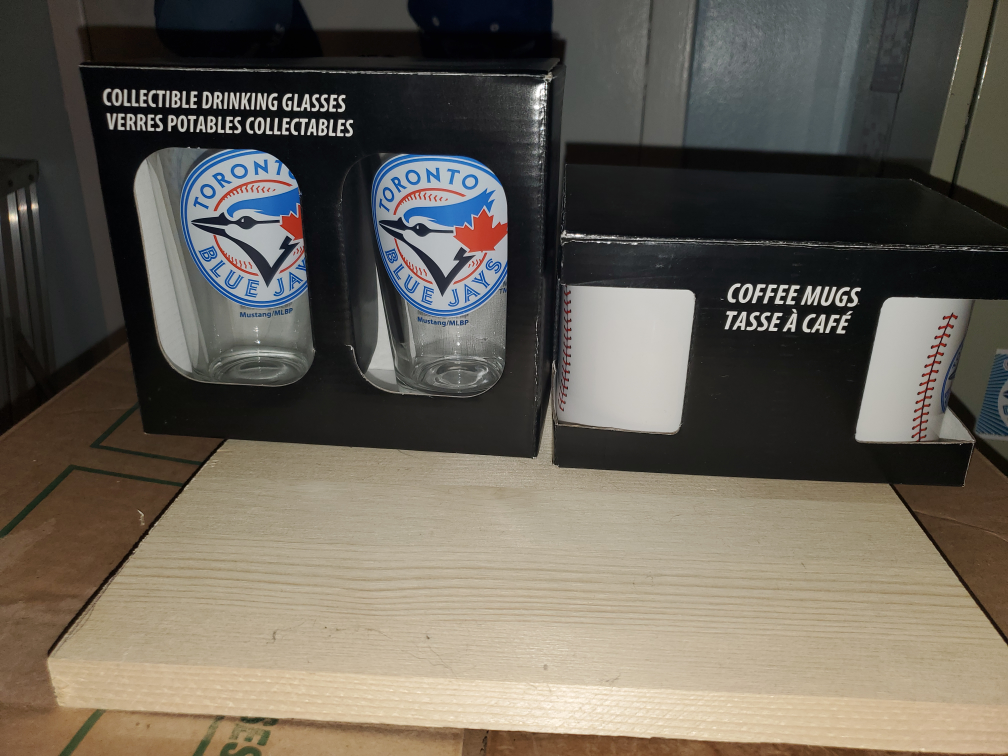 COLLECTIBLE DRINKING GLASSES
VERRES POTABLES COLLECTABLES
TORONTO
BLUE JAYS
Mustang/MLBP
TORONTO
BLUE JAYS
Mustang/MLBP
COFFEE MUGS
TASSE À CAFÉ